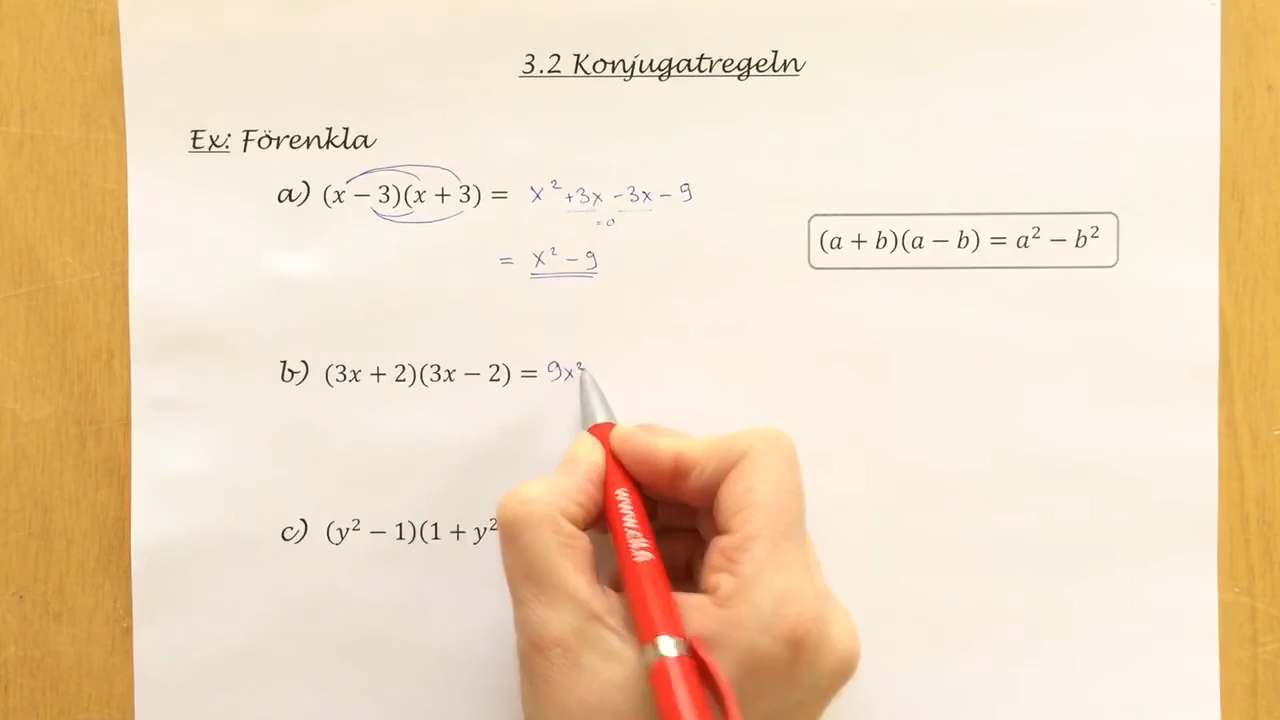 3.2 Konjugatregeln
Ex: Förenkla
a) (x − 3)(x + 3) = x² +3x −3x − 9
= 0
= x² − 9
(a + b)(a − b) = a² − b²
b) (3x + 2)(3x − 2) = 9x²
c) (y² − 1)(1 + y²